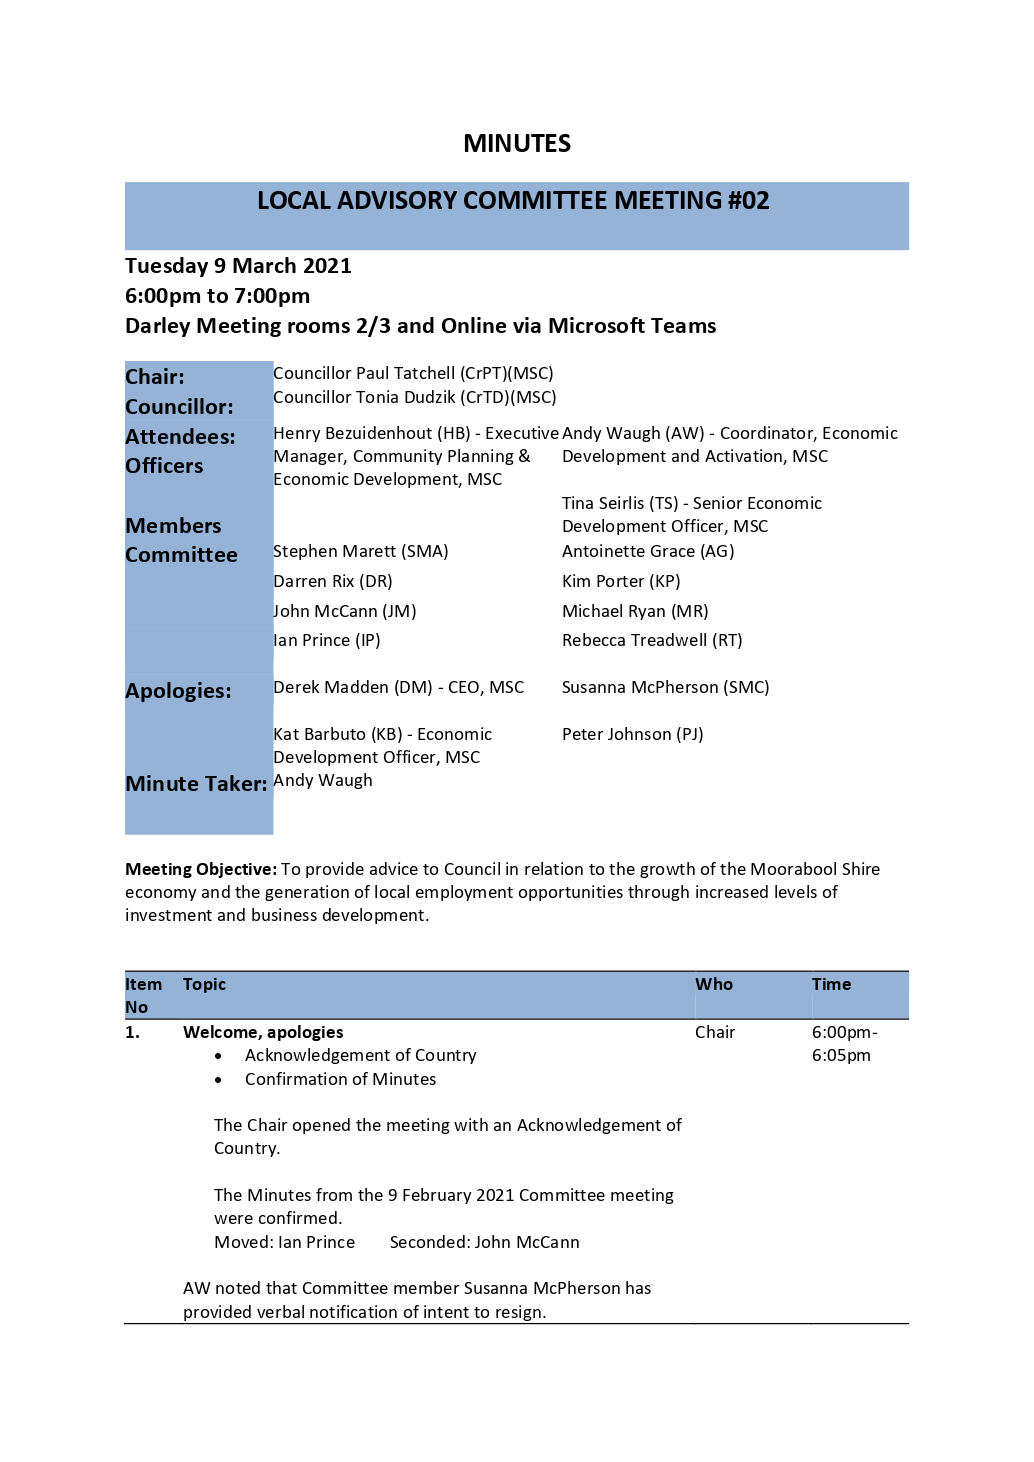 MINUTES
LOCAL ADVISORY COMMITTEE MEETING #02
Tuesday 9 March 2021
6:00pm to 7:00pm
Darley Meeting rooms 2/3 and Online via Microsoft Teams
Chair: Councillor Paul Tatchell (CrPT)(MSC)
Councillor: Councillor Tonia Dudzik (CrTD)(MSC)
Attendees: Henry Bezuidenhout (HB) - Executive Andy Waugh (AW) - Coordinator, Economic
Officers Manager, Community Planning & Development and Activation, MSC
Economic Development, MSC
Tina Seirlis (TS) - Senior Economic
Members Development Officer, MSC
Committee Stephen Marett (SMA) Antoinette Grace (AG)
Darren Rix (DR) Kim Porter (KP)
John McCann (JM) Michael Ryan (MR)
Ian Prince (IP) Rebecca Treadwell (RT)
Apologies: Derek Madden (DM) - CEO, MSC Susanna McPherson (SMC)
Kat Barbuto (KB) - Economic Peter Johnson (PJ)
Development Officer, MSC
Minute Taker: Andy Waugh
Meeting Objective: To provide advice to Council in relation to the growth of the Moorabool Shire
economy and the generation of local employment opportunities through increased levels of
investment and business development.
Item Topic Who Time
No
1. Welcome, apologies Chair 6:00pm-
• Acknowledgement of Country 6:05pm
• Confirmation of Minutes
The Chair opened the meeting with an Acknowledgement of
Country.
The Minutes from the 9 February 2021 Committee meeting
were confirmed.
Moved: Ian Prince Seconded: John McCann
AW noted that Committee member Susanna McPherson has
provided verbal notification of intent to resign.